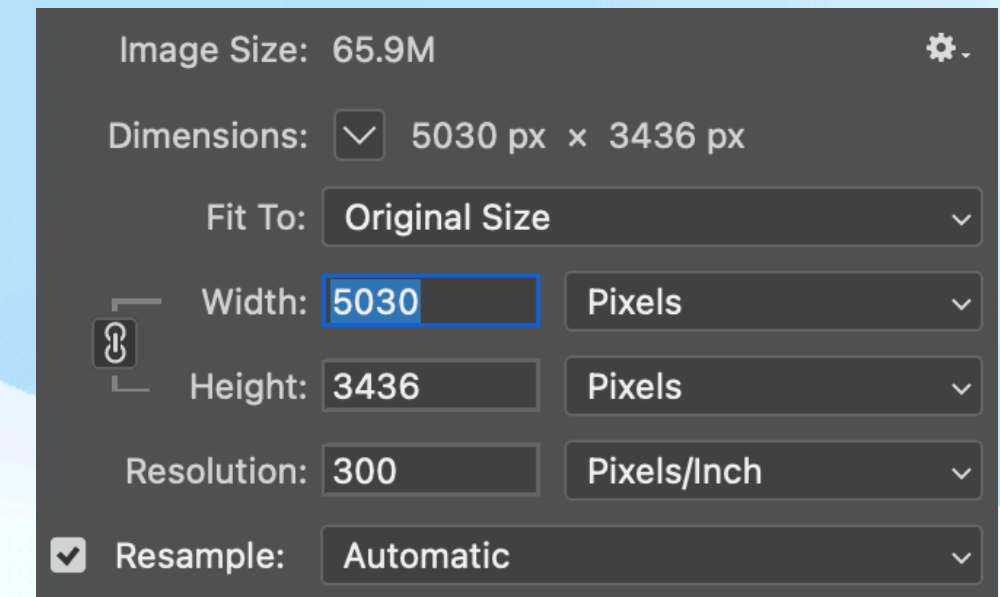 Image Size: 65.9M
Dimensions: 5030 px × 3436 px
Fit To: Original Size
Width: 5030 Pixels
Height: 3436 Pixels
Resolution: 300 Pixels/Inch
Resample: Automatic